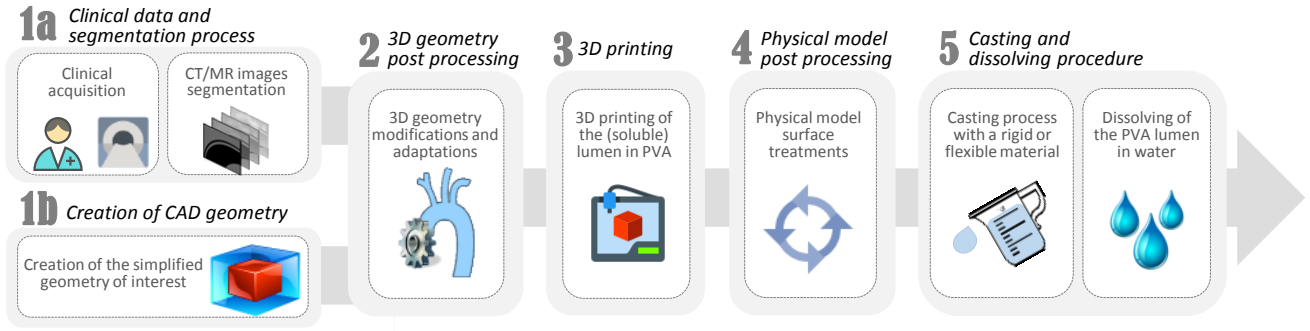 1a Clinical data and
segmentation process
Clinical
acquisition
CT/MR images
segmentation
1b Creation of CAD geometry
Creation of the simplified
geometry of interest
2 3D geometry
post processing
3D geometry
modifications and
adaptations
3 3D printing
3D printing of
the (soluble)
lumen in PVA
4 Physical model
post processing
Physical model
surface
treatments
5 Casting and
dissolving procedure
Casting process
with a rigid or
flexible material
Dissolving of
the PVA lumen
in water